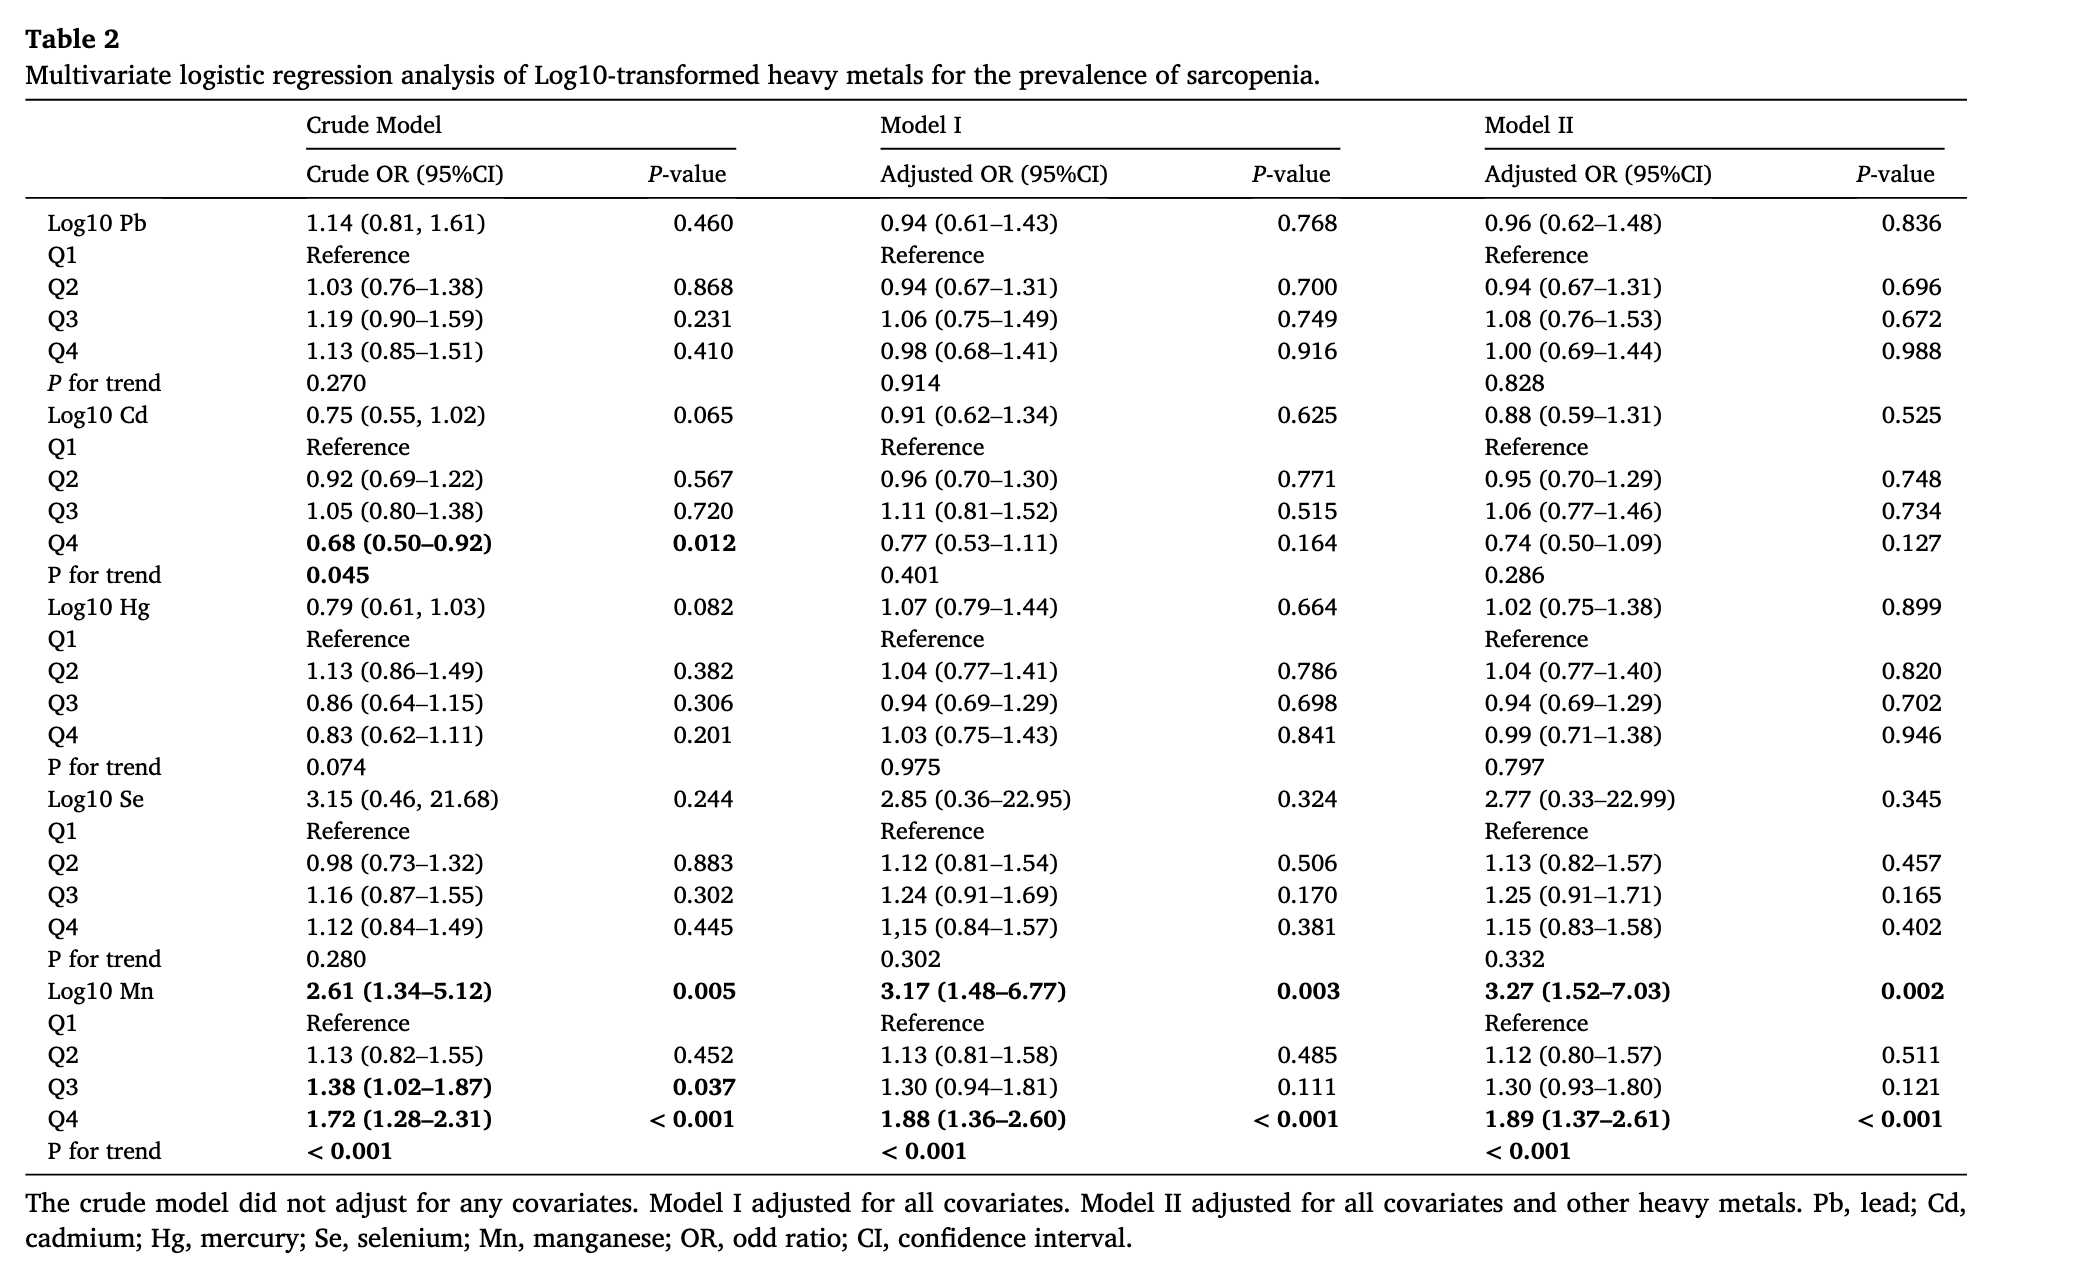 Table 2
Multivariate logistic regression analysis of Log10-transformed heavy metals for the prevalence of sarcopenia.
Crude Model Model I Model II
Crude OR (95%CI) P-value Adjusted OR (95%CI) P-value Adjusted OR (95%CI) P-value
Log10 Pb 1.14 (0.81, 1.61) 0.460 0.94 (0.61–1.43) 0.768 0.96 (0.62–1.48) 0.836
Q1 Reference Reference Reference
Q2 1.03 (0.76–1.38) 0.868 0.94 (0.67–1.31) 0.700 0.94 (0.67–1.31) 0.696
Q3 1.19 (0.90–1.59) 0.231 1.06 (0.75–1.49) 0.749 1.08 (0.76–1.53) 0.672
Q4 1.13 (0.85–1.51) 0.410 0.98 (0.68–1.41) 0.916 1.00 (0.69–1.44) 0.988
P for trend 0.270 0.914 0.828
Log10 Cd 0.75 (0.55, 1.02) 0.065 0.91 (0.62–1.34) 0.625 0.88 (0.59–1.31) 0.525
Q1 Reference Reference Reference
Q2 0.92 (0.69–1.22) 0.567 0.96 (0.70–1.30) 0.771 0.95 (0.70–1.29) 0.748
Q3 1.05 (0.80–1.38) 0.720 1.11 (0.81–1.52) 0.515 1.06 (0.77–1.46) 0.734
Q4 0.68 (0.50–0.92) 0.012 0.77 (0.53–1.11) 0.164 0.74 (0.50–1.09) 0.127
P for trend 0.045 0.401 0.286
Log10 Hg 0.79 (0.61, 1.03) 0.082 1.07 (0.79–1.44) 0.664 1.02 (0.75–1.38) 0.899
Q1 Reference Reference Reference
Q2 1.13 (0.86–1.49) 0.382 1.04 (0.77–1.41) 0.786 1.04 (0.77–1.40) 0.820
Q3 0.86 (0.64–1.15) 0.306 0.94 (0.69–1.29) 0.698 0.94 (0.69–1.29) 0.702
Q4 0.83 (0.62–1.11) 0.201 1.03 (0.75–1.43) 0.841 0.99 (0.71–1.38) 0.946
P for trend 0.074 0.975 0.797
Log10 Se 3.15 (0.46, 21.68) 0.244 2.85 (0.36–22.95) 0.324 2.77 (0.33–22.99) 0.345
Q1 Reference Reference Reference
Q2 0.98 (0.73–1.32) 0.883 1.12 (0.81–1.54) 0.506 1.13 (0.82–1.57) 0.457
Q3 1.16 (0.87–1.55) 0.302 1.24 (0.91–1.69) 0.170 1.25 (0.91–1.71) 0.165
Q4 1.12 (0.84–1.49) 0.445 1,15 (0.84–1.57) 0.381 1.15 (0.83–1.58) 0.402
P for trend 0.280 0.302 0.332
Log10 Mn 2.61 (1.34–5.12) 0.005 3.17 (1.48–6.77) 0.003 3.27 (1.52–7.03) 0.002
Q1 Reference Reference Reference
Q2 1.13 (0.82–1.55) 0.452 1.13 (0.81–1.58) 0.485 1.12 (0.80–1.57) 0.511
Q3 1.38 (1.02–1.87) 0.037 1.30 (0.94–1.81) 0.111 1.30 (0.93–1.80) 0.121
Q4 1.72 (1.28–2.31) < 0.001 1.88 (1.36–2.60) < 0.001 1.89 (1.37–2.61) < 0.001
P for trend < 0.001 < 0.001 < 0.001
The crude model did not adjust for any covariates. Model I adjusted for all covariates. Model II adjusted for all covariates and other heavy metals. Pb, lead; Cd,
cadmium; Hg, mercury; Se, selenium; Mn, manganese; OR, odd ratio; CI, confidence interval.